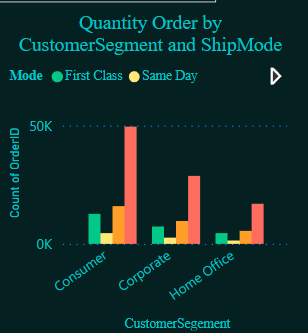 Quantity Order by
CustomerSegment and ShipMode
Mode First Class Same Day
50K
0K
Count of OrderID
Consumer
Corporate
Home Office
CustomerSegement